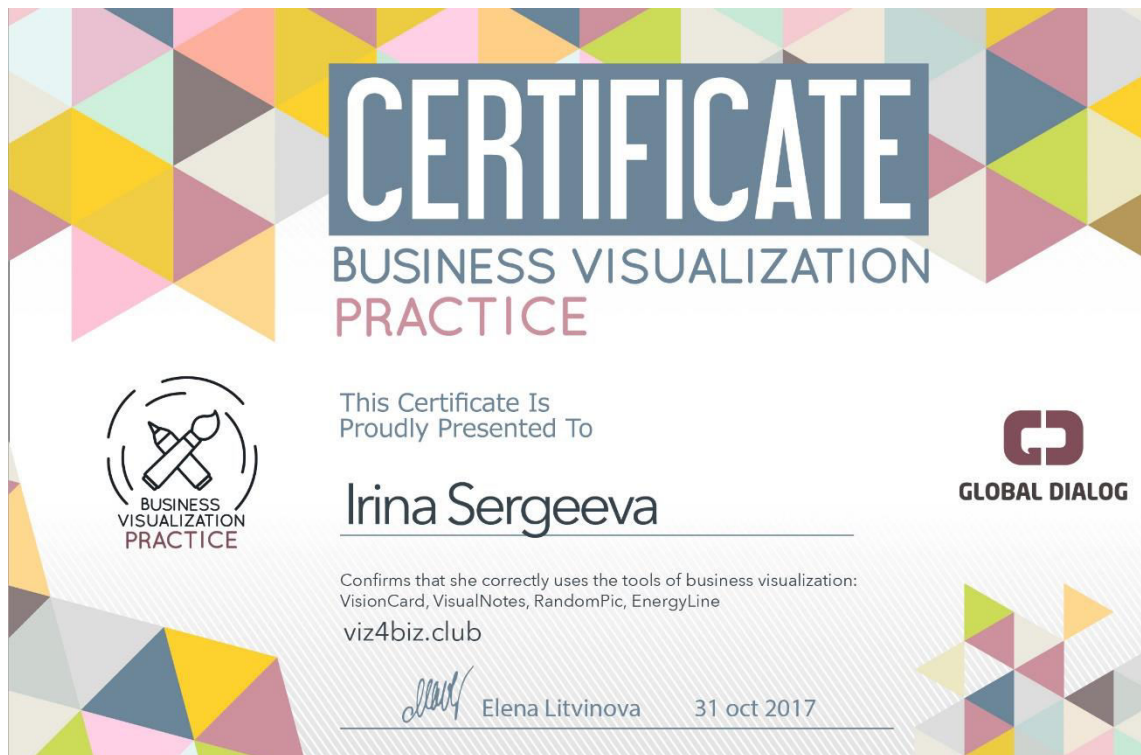 CERTIFICATE
BUSINESS VISUALIZATION
PRACTICE
This Certificate Is
Proudly Presented To
BUSINESS
VISUALIZATION
PRACTICE
GLOBAL DIALOG
Irina Sergeeva
Confirms that she correctly uses the tools of business visualization:
VisionCard, VisualNotes, RandomPic, EnergyLine
viz4biz.club
Elena Litvinova 31 oct 2017